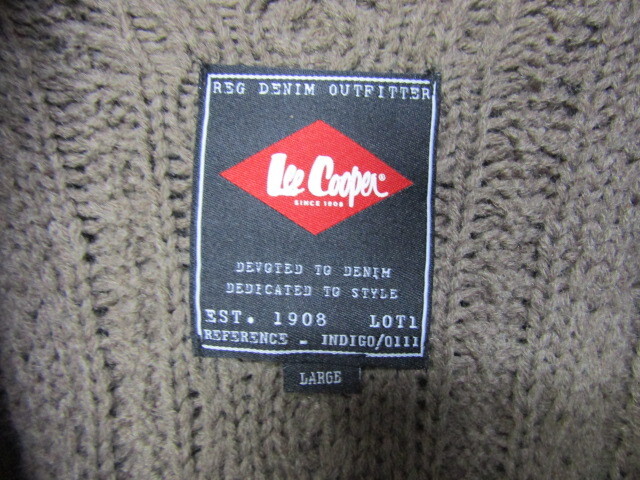 REG DENIM OUTFITTER
Lee Cooper®
SINCE 1908
DEVOTED TO DENIM
DEDICATED TO STYLE
EST. 1908 LOT1
REFERENCE - INDIGO/0111
LARGE